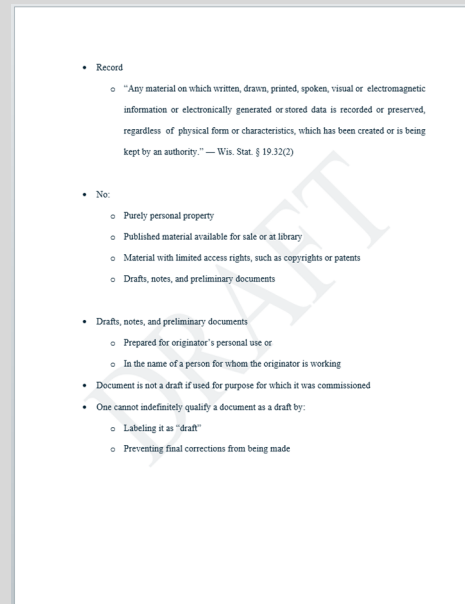 • Record
o "Any material on which written, drawn, printed, spoken, visual or electromagnetic
information or electronically generated or stored data is recorded or preserved,
regardless of physical form or characteristics, which has been created or is being
kept by an authority." — Wis. Stat. § 19.32(2)
• No:
o Purely personal property
o Published material available for sale or at library
o Material with limited access rights, such as copyrights or patents
o Drafts, notes, and preliminary documents
• Drafts, notes, and preliminary documents
o Prepared for originator's personal use or
o In the name of a person for whom the originator is working
• Document is not a draft if used for purpose for which it was commissioned
• One cannot indefinitely qualify a document as a draft by:
o Labeling it as "draft"
o Preventing final corrections from being made
DRAFT